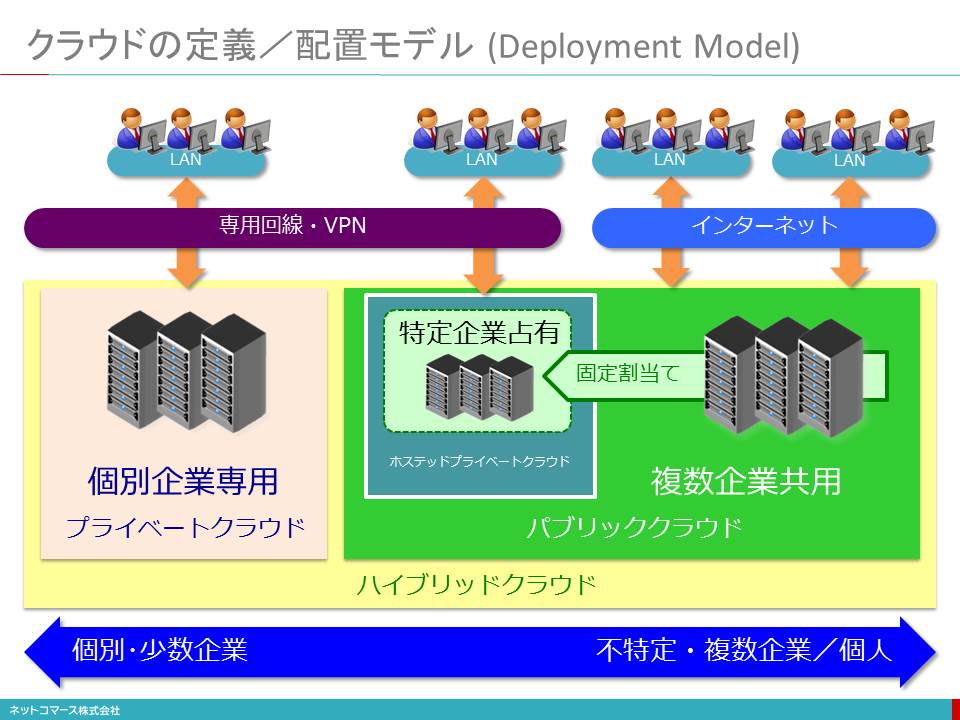 クラウドの定義／配置モデル (Deployment Model)
LAN
LAN
LAN
LAN
専用回線・VPN
インターネット
特定企業占有
固定割当て
ホステッドプライベートクラウド
個別企業専用
複数企業共用
プライベートクラウド
パブリッククラウド
ハイブリッドクラウド
個別･少数企業
不特定・複数企業／個人
ネットコマース株式会社